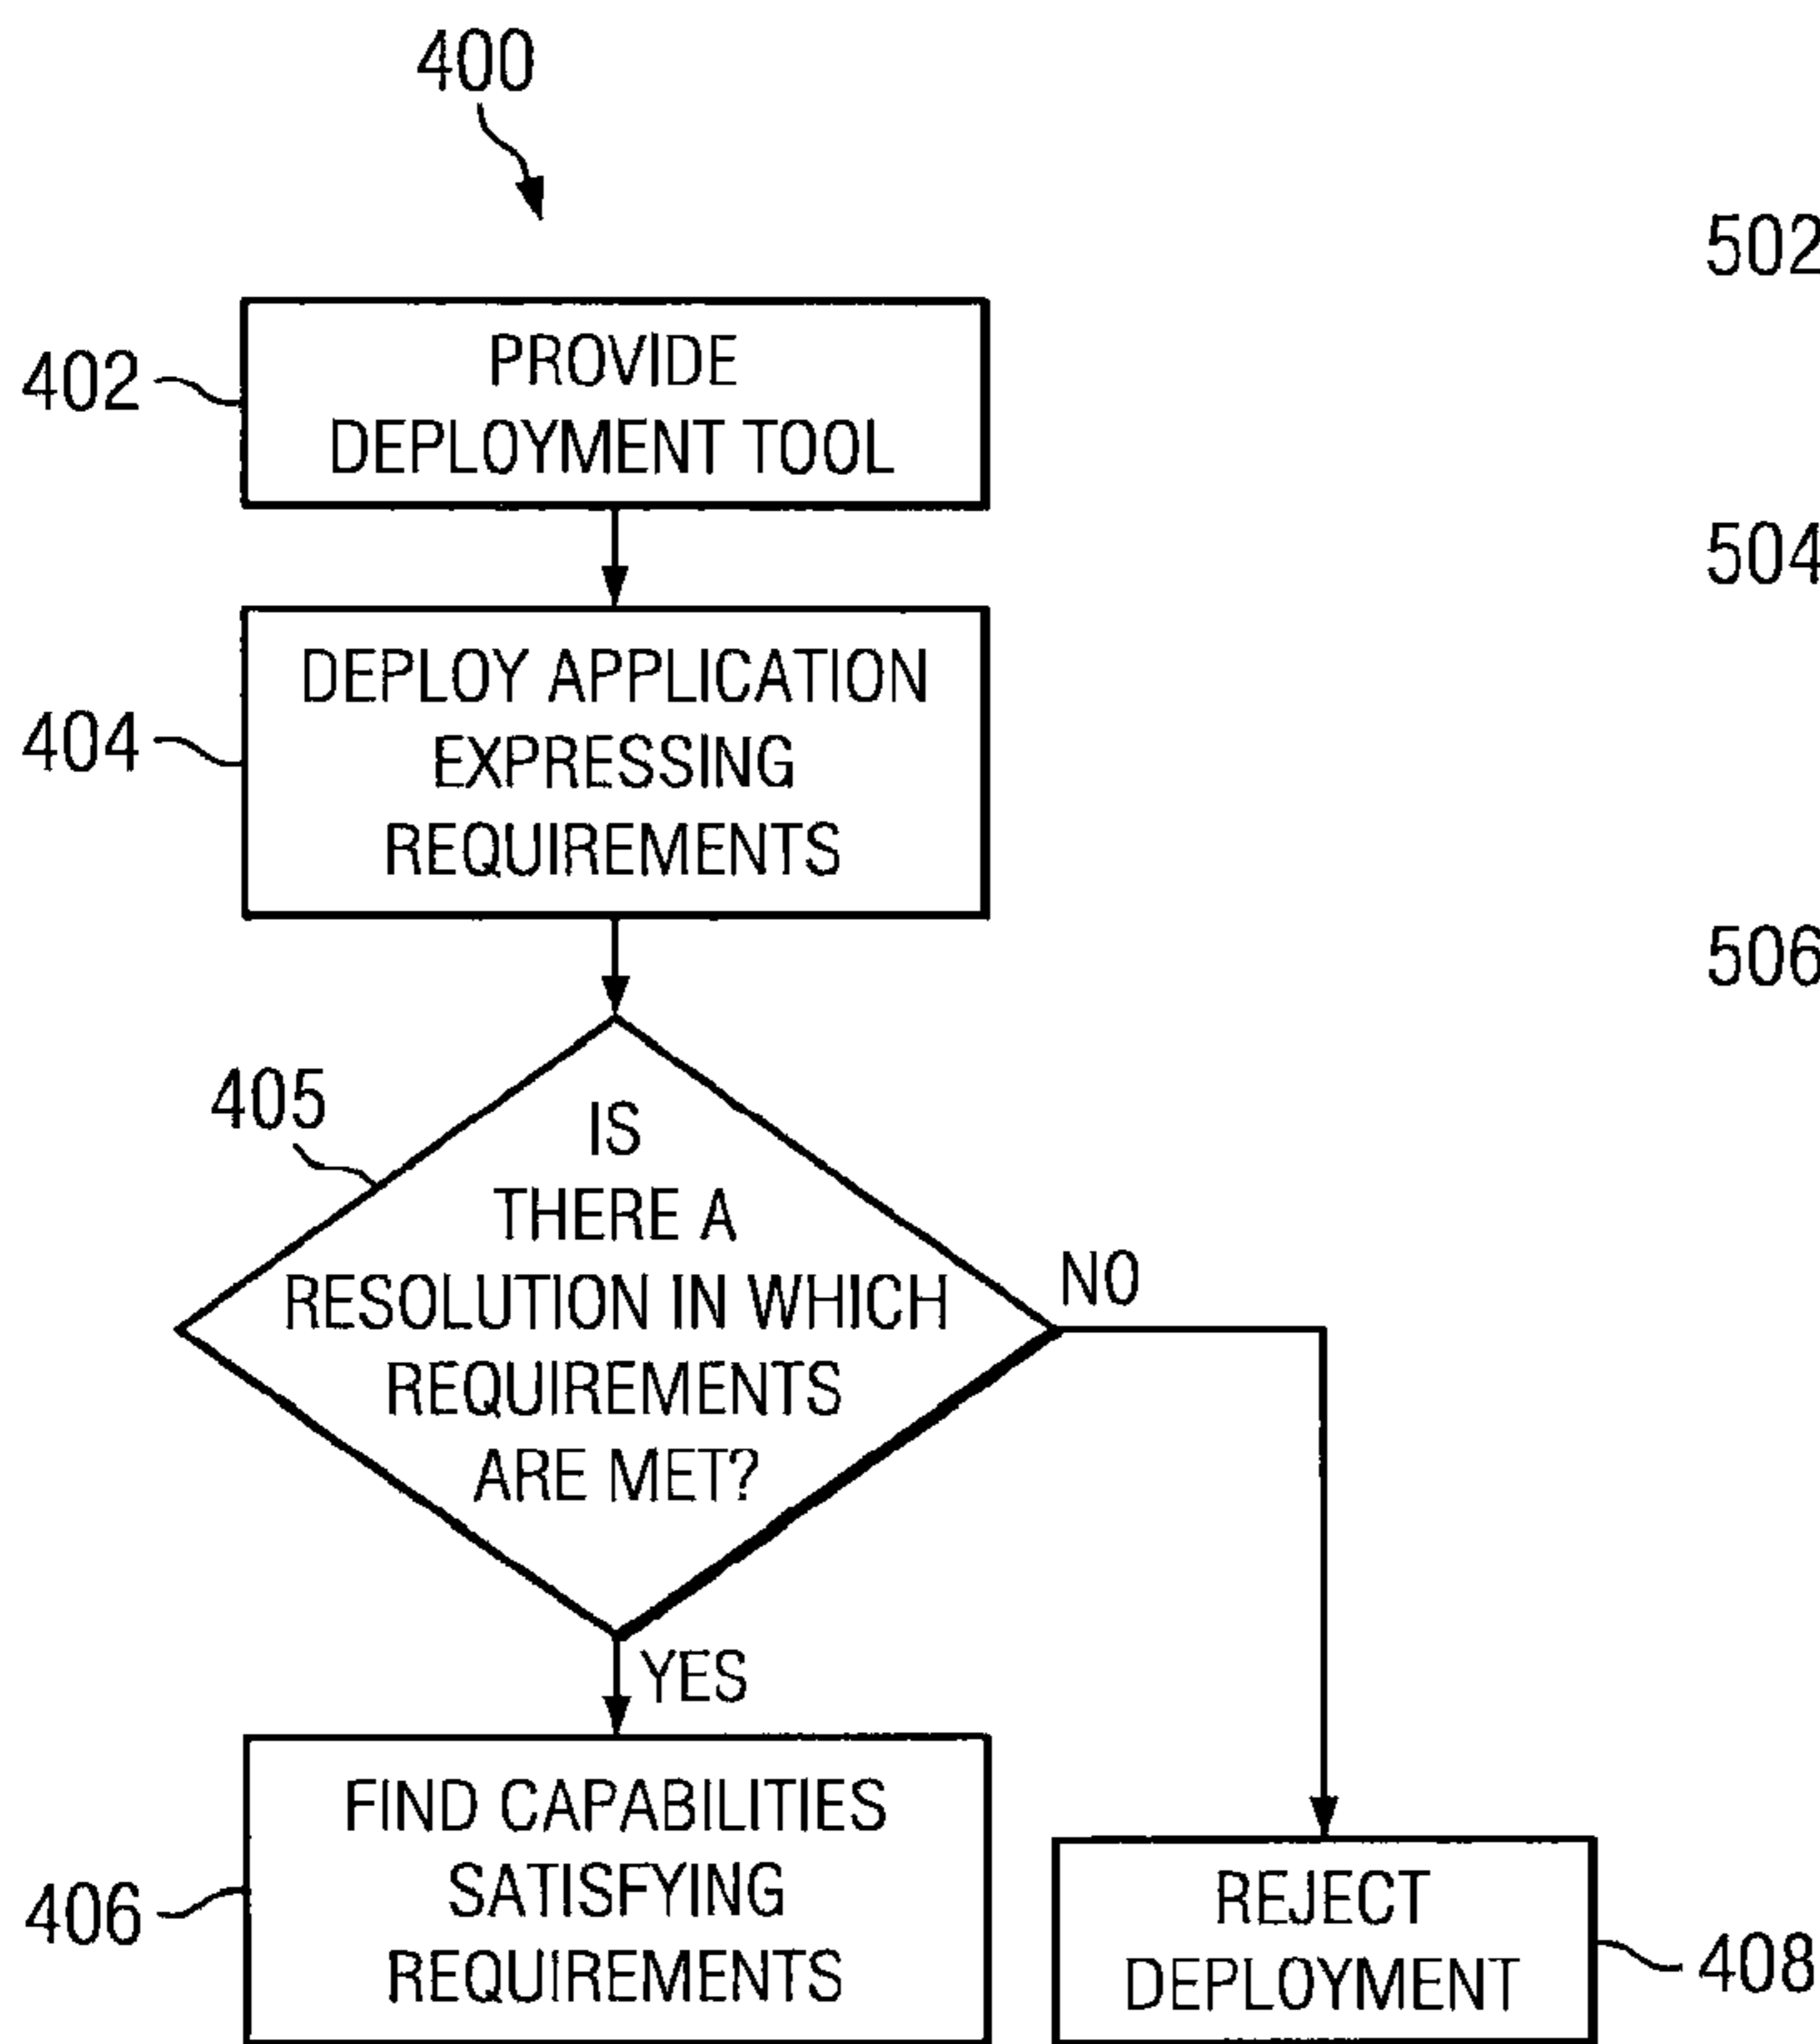 400
402
PROVIDE
DEPLOYMENT TOOL
404
DEPLOY APPLICATION
EXPRESSING
REQUIREMENTS
405
IS
THERE A
RESOLUTION IN WHICH
REQUIREMENTS
ARE MET?
NO
YES
406
FIND CAPABILITIES
SATISFYING
REQUIREMENTS
REJECT
DEPLOYMENT
408
502
504
506